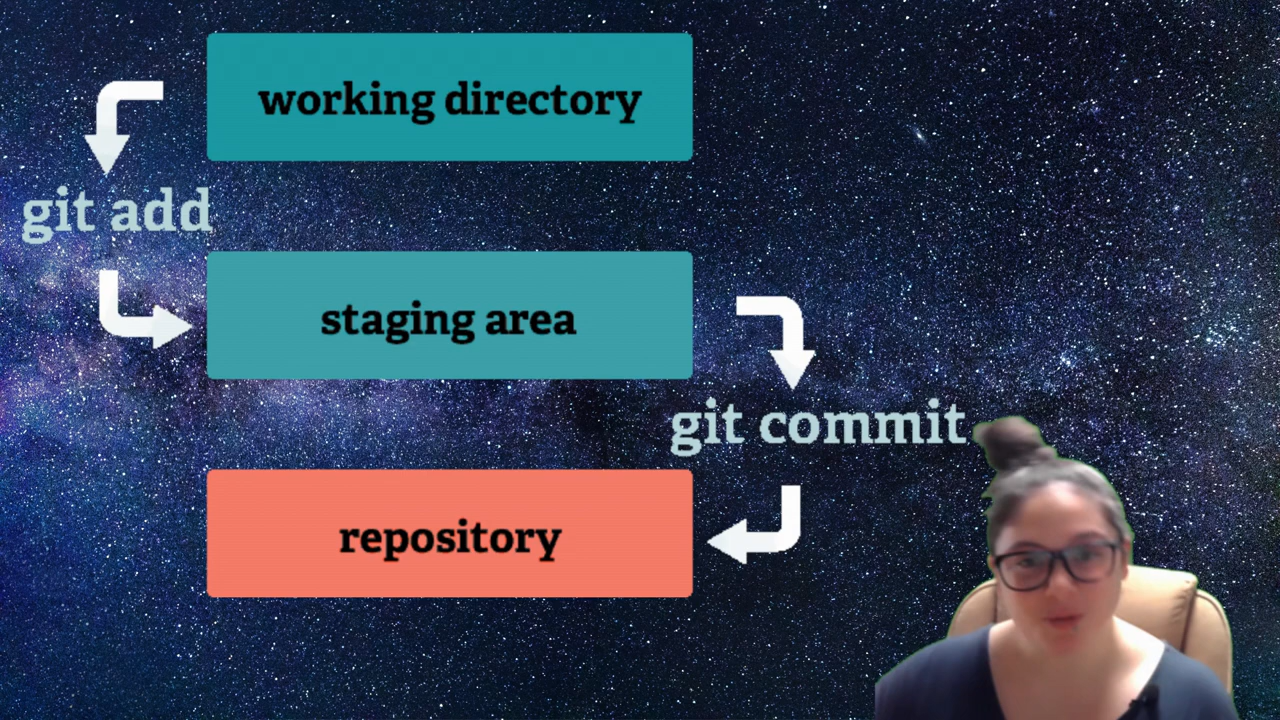 working directory
git add
staging area
git commit
repository